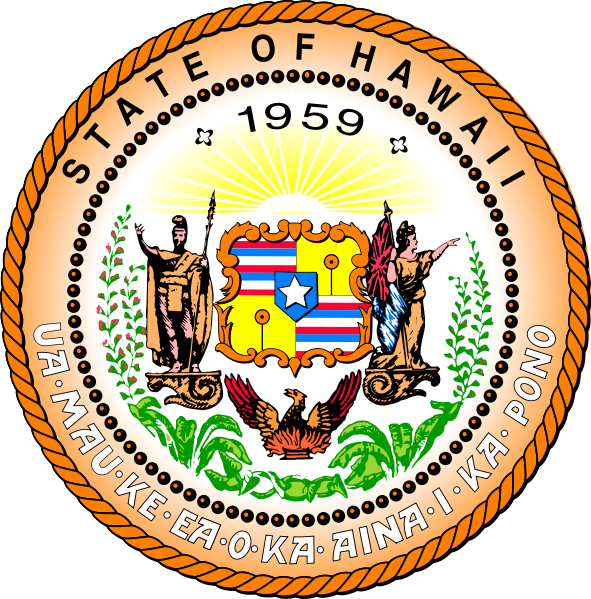 STATE OF HAWAII
1959
UA·MAU·KE·EA·O·KA·AINA·I·KA·PONO